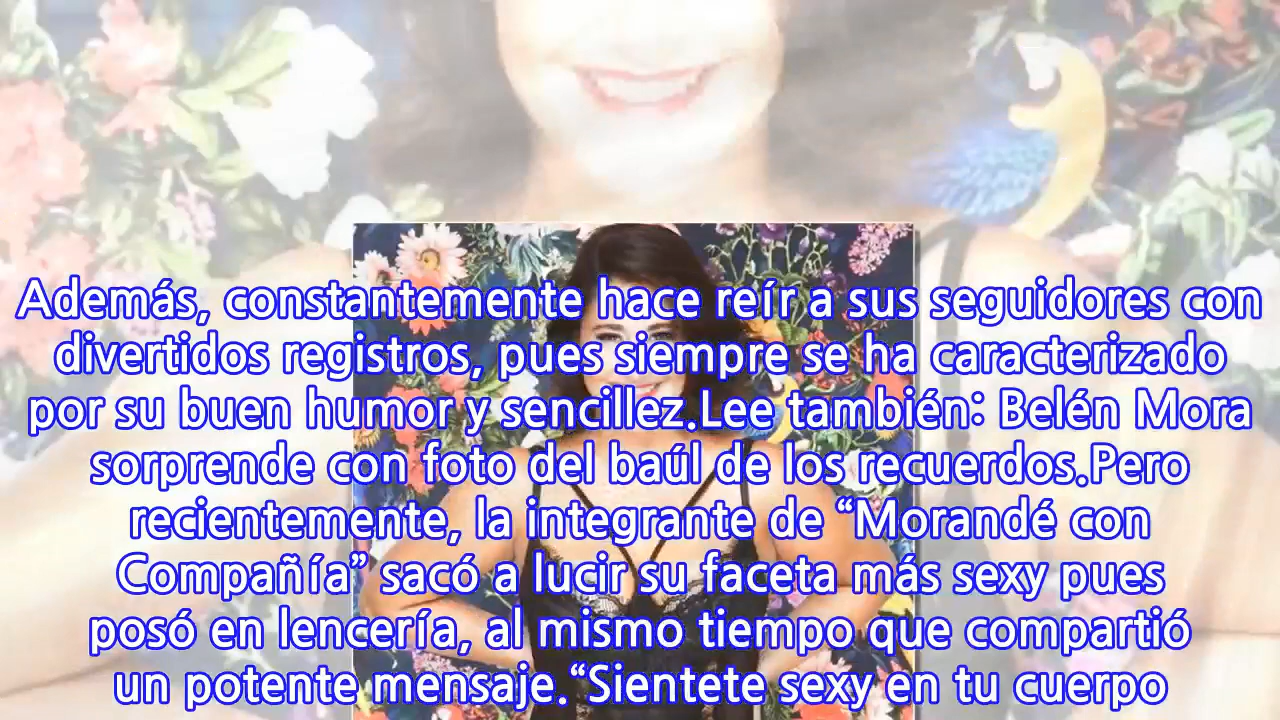 Además, constantemente hace reír a sus seguidores con
divertidos registros, pues siempre se ha caracterizado
por su buen humor y sencillez.Lee también: Belén Mora
sorprende con foto del baúl de los recuerdos.Pero
recientemente, la integrante de “Morandé con
Compañía” sacó a lucir su faceta más sexy pues
posó en lencería, al mismo tiempo que compartió
un potente mensaje.“Sientete sexy en tu cuerpo